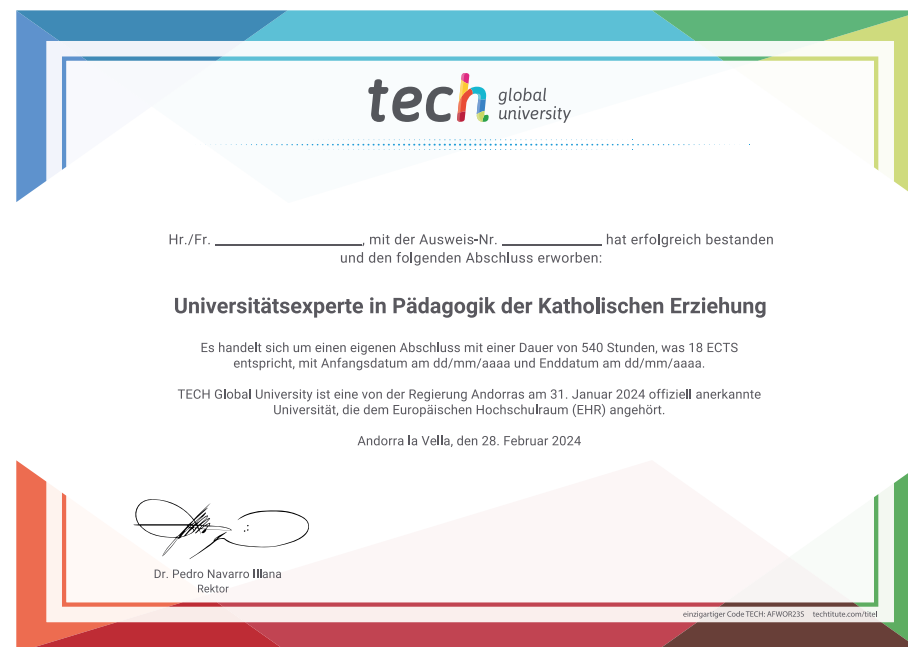 tech global university
Hr./Fr. ____________________, mit der Ausweis-Nr. ______________ hat erfolgreich bestanden
und den folgenden Abschluss erworben:
Universitätsexperte in Pädagogik der Katholischen Erziehung
Es handelt sich um einen eigenen Abschluss mit einer Dauer von 540 Stunden, was 18 ECTS
entspricht, mit Anfangsdatum am dd/mm/aaaa und Enddatum am dd/mm/aaaa.
TECH Global University ist eine von der Regierung Andorras am 31. Januar 2024 offiziell anerkannte
Universität, die dem Europäischen Hochschulraum (EHR) angehört.
Andorra la Vella, den 28. Februar 2024
Dr. Pedro Navarro Illana
Rektor
einzigartiger Code TECH: AFWOR235 techtitute.com/titel